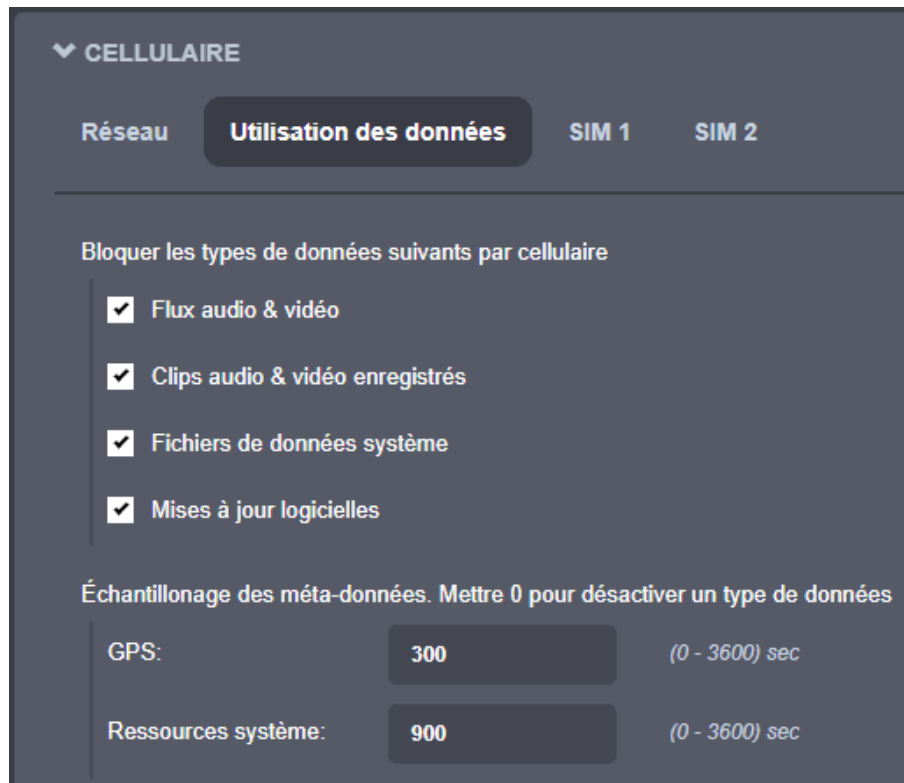 CELLULAIRE
Réseau Utilisation des données SIM 1 SIM 2
Bloquer les types de données suivants par cellulaire
Flux audio & vidéo
Clips audio & vidéo enregistrés
Fichiers de données système
Mises à jour logicielles
Échantillonage des méta-données. Mettre 0 pour désactiver un type de données
GPS: 300 (0 - 3600) sec
Ressources système: 900 (0 - 3600) sec